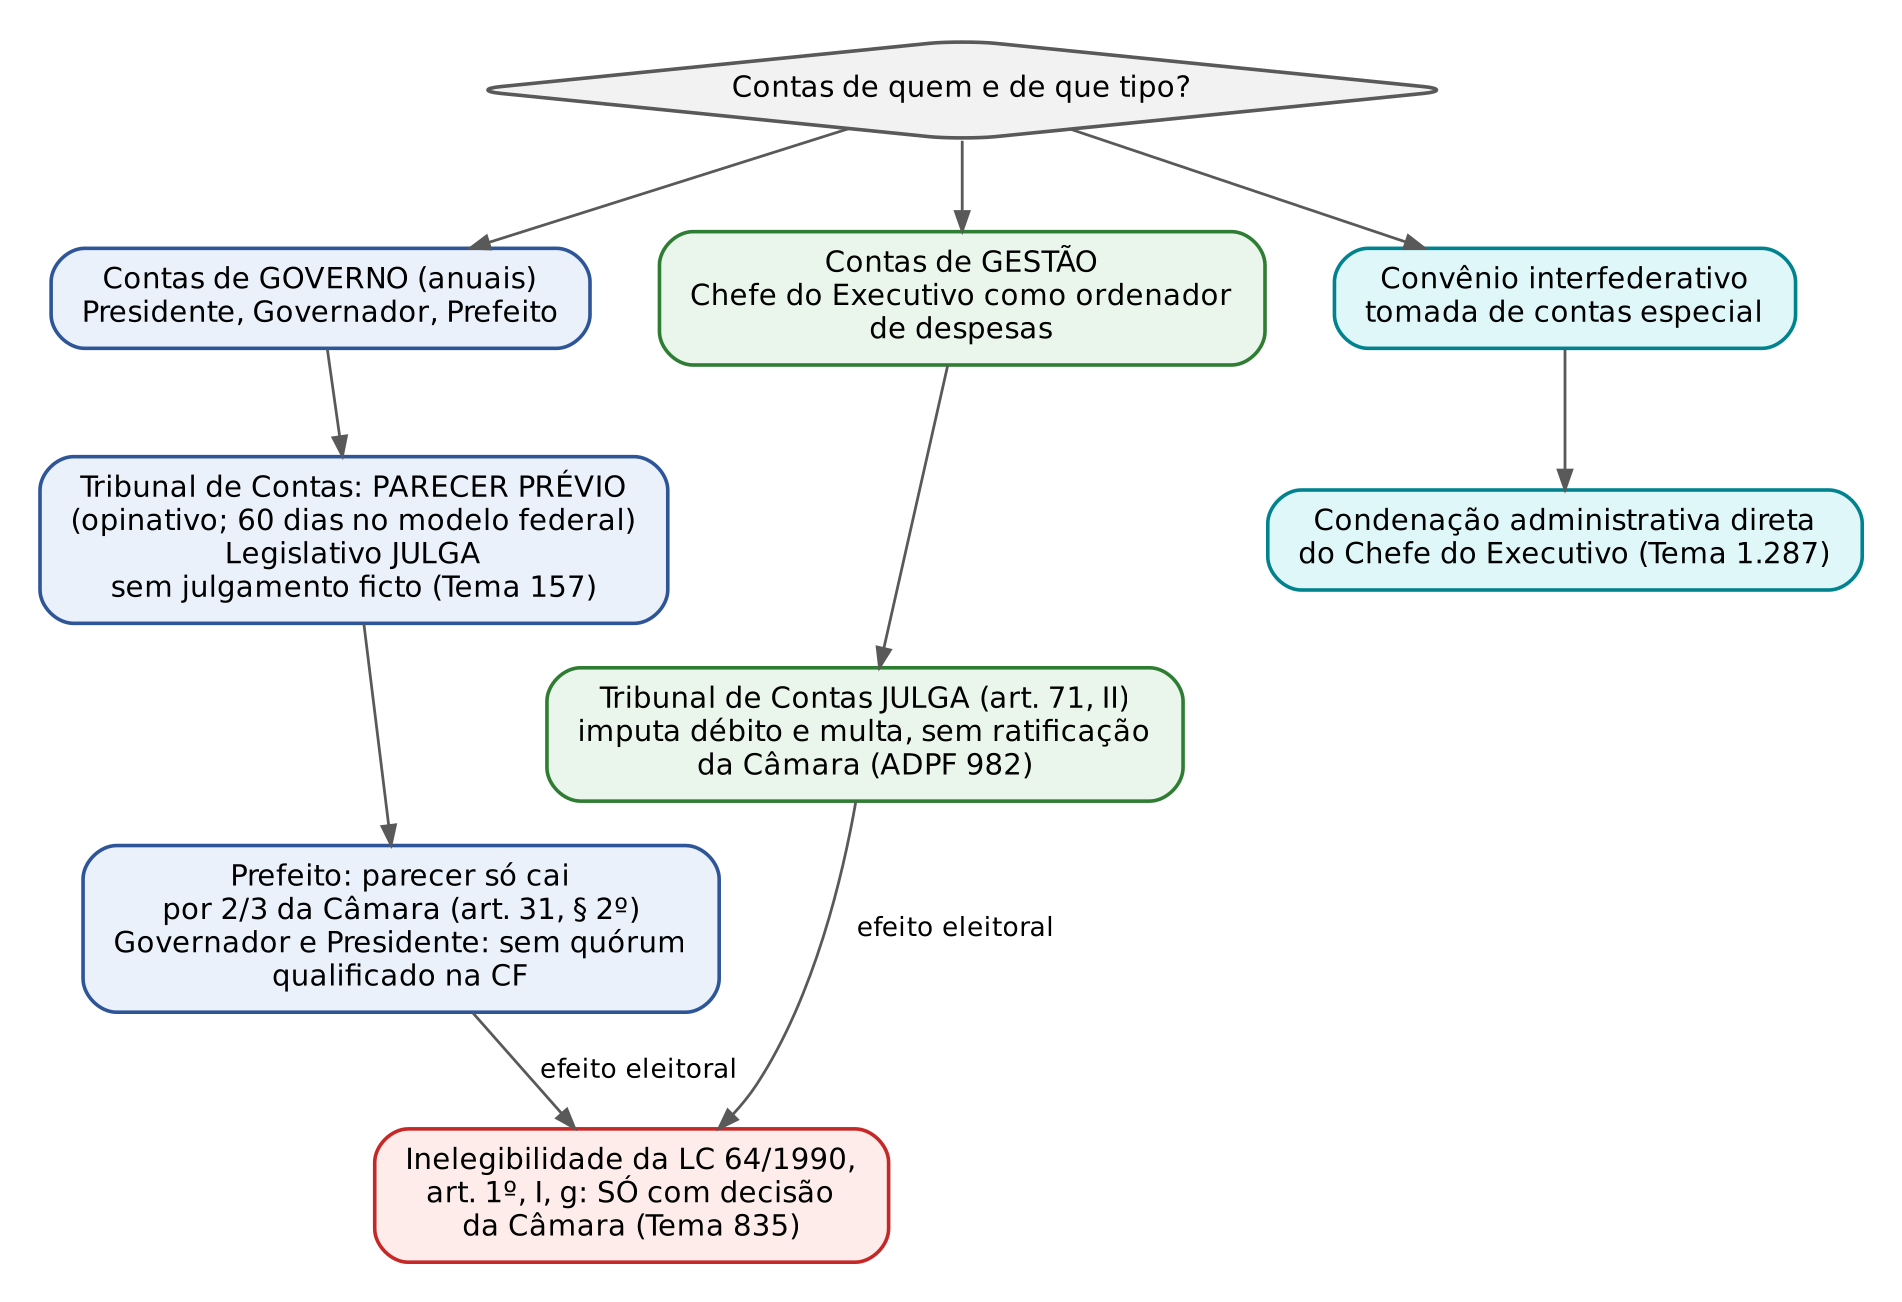 Contas de quem e de que tipo?
Contas de GOVERNO (anuais)
Presidente, Governador, Prefeito
Contas de GESTÃO
Chefe do Executivo como ordenador
de despesas
Convênio interfederativo
tomada de contas especial
Tribunal de Contas: PARECER PRÉVIO
(opinativo; 60 dias no modelo federal)
Legislativo JULGA
sem julgamento ficto (Tema 157)
Condenação administrativa direta
do Chefe do Executivo (Tema 1.287)
Tribunal de Contas JULGA (art. 71, II)
imputa débito e multa, sem ratificação
da Câmara (ADPF 982)
Prefeito: parecer só cai
por 2/3 da Câmara (art. 31, § 2º)
Governador e Presidente: sem quórum
qualificado na CF
efeito eleitoral
efeito eleitoral
Inelegibilidade da LC 64/1990,
art. 1º, I, g: SÓ com decisão
da Câmara (Tema 835)